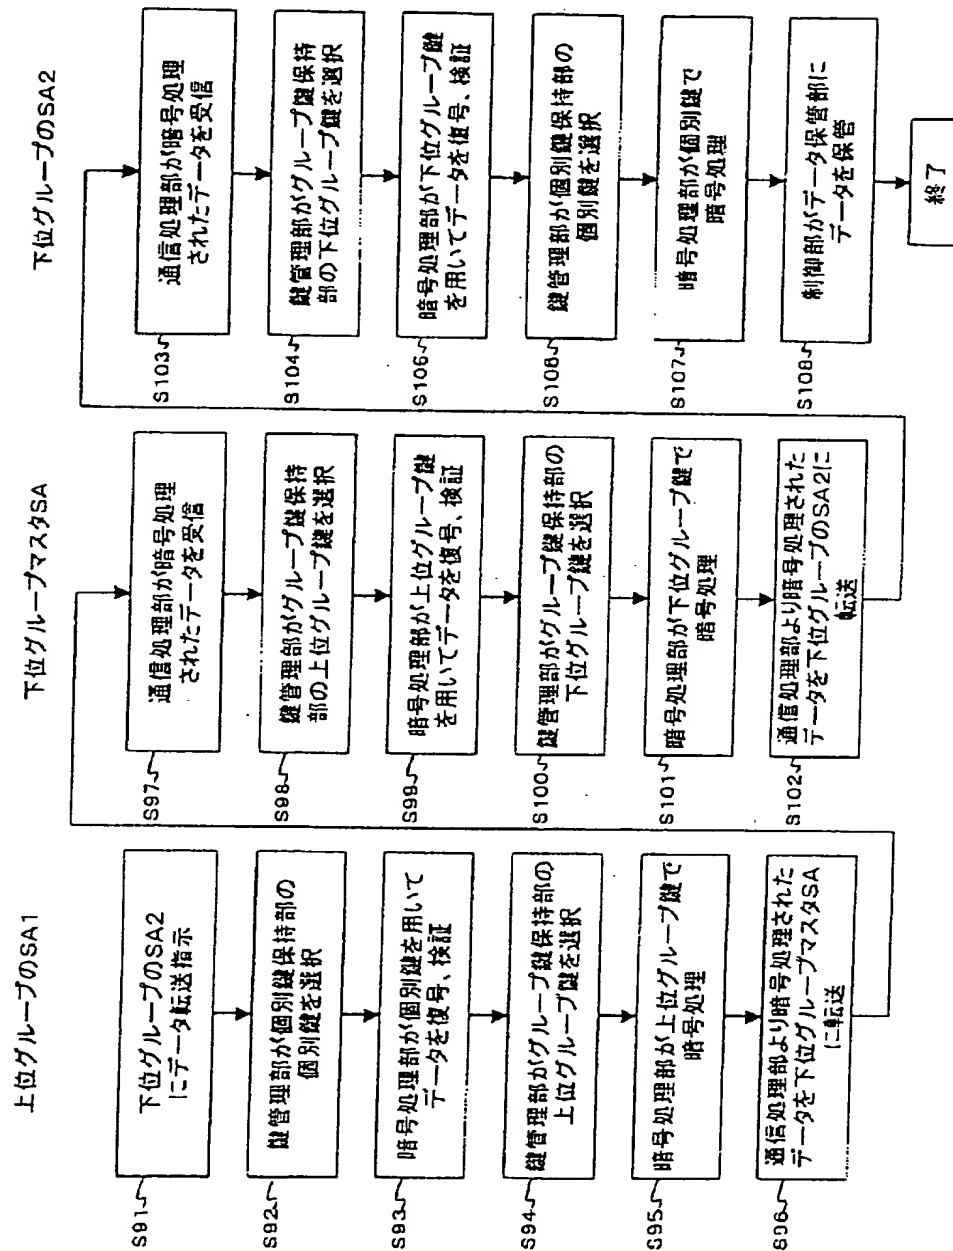 上位グループのSA1
S91
下位グループのSA2
にデータ転送指示
S92
鍵管理部が個別鍵保持部の
個別鍵を選択
S93
暗号処理部が個別鍵を用いて
データを復号、検証
S94
鍵管理部がグループ鍵保持部の
上位グループ鍵を選択
S95
暗号処理部が上位グループ鍵で
暗号処理
S96
通信処理部より暗号処理された
データを下位グループマスタSA
に転送
下位グループマスタSA
S97
通信処理部が暗号処理
されたデータを受信
S98
鍵管理部がグループ鍵保持
部の上位グループ鍵を選択
S99
暗号処理部が上位グループ鍵
を用いてデータを復号、検証
S100
鍵管理部がグループ鍵保持部の
下位グループ鍵を選択
S101
暗号処理部が下位グループ鍵で
暗号処理
S102
通信処理部より暗号処理された
データを下位グループのSA2に
転送
下位グループのSA2
S103
通信処理部が暗号処理
されたデータを受信
S104
鍵管理部がグループ鍵保持
部の下位グループ鍵を選択
S106
暗号処理部が下位グループ鍵
を用いてデータを復号、検証
S106
鍵管理部が個別鍵保持部の
個別鍵を選択
S107
暗号処理部が個別鍵で
暗号処理
S108
制御部がデータ保管部に
データを保管
終了